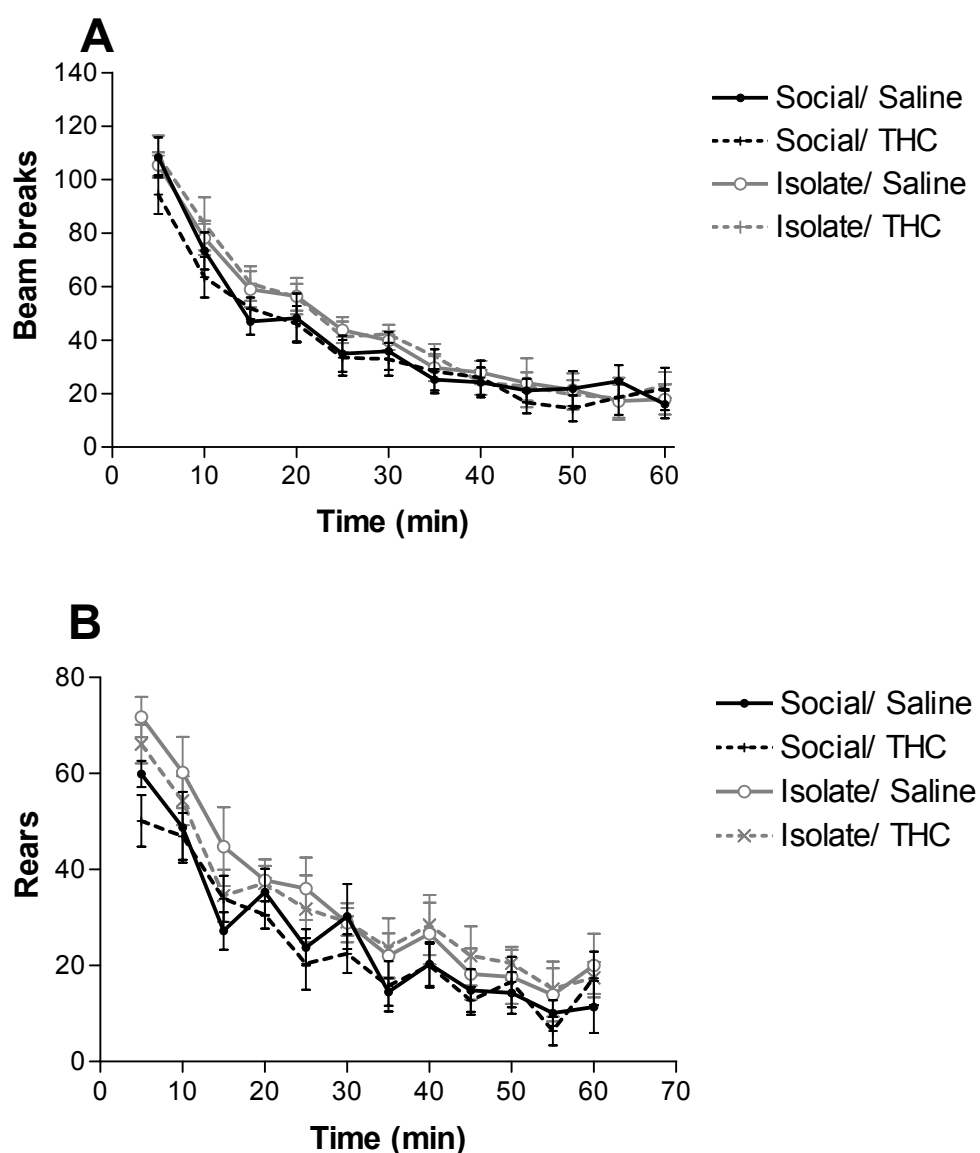 A
140
120
100
80
60
40
20
0
Beam breaks
0 10 20 30 40 50 60
Time (min)
Social/ Saline
Social/ THC
Isolate/ Saline
Isolate/ THC
B
80
60
40
20
0
Rears
0 10 20 30 40 50 60 70
Time (min)
Social/ Saline
Social/ THC
Isolate/ Saline
Isolate/ THC